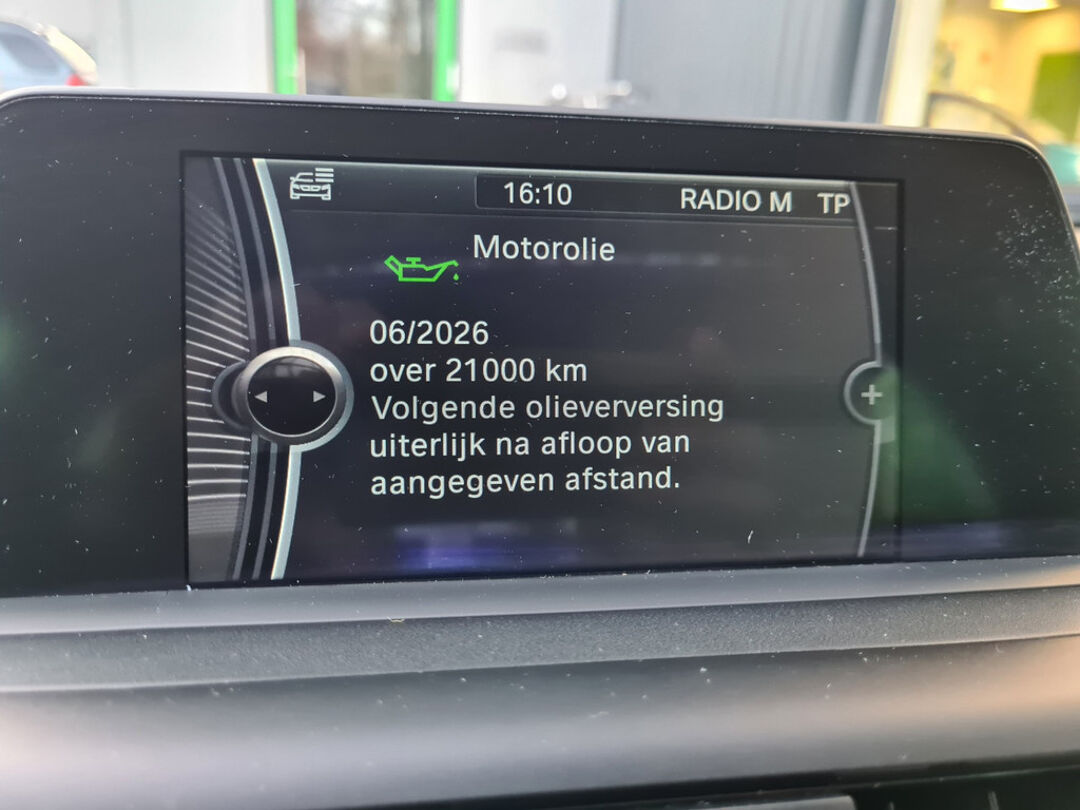 16:10 RADIO M TP
Motorolie
06/2026
over 21000 km
Volgende olieverversing
uiterlijk na afloop van
aangegeven afstand.